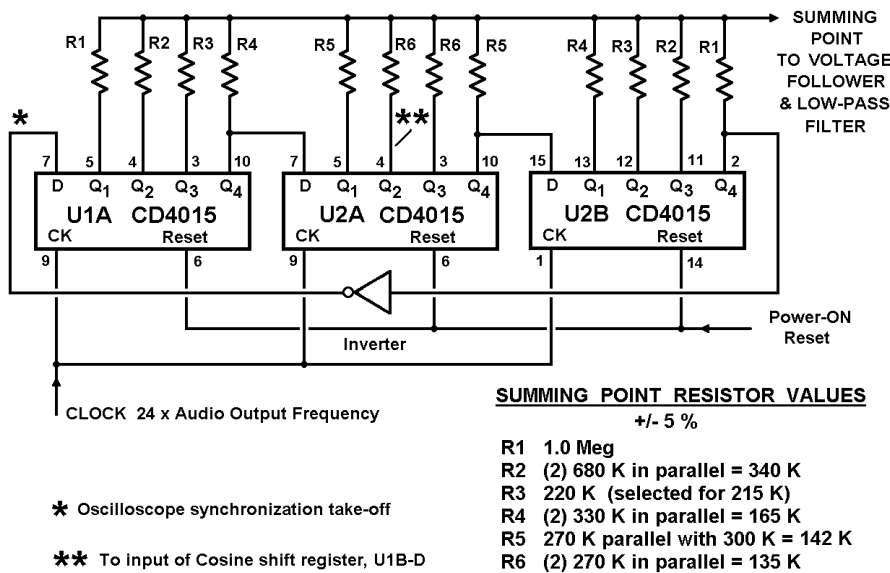 R1 R2 R3 R4 R5 R6 R6 R5 R4 R3 R2 R1
SUMMING
POINT
TO VOLTAGE
FOLLOWER
& LOW-PASS
FILTER
*
**
7 5 4 3 10 7 5 4 3 10 15 13 12 11 2
D Q1 Q2 Q3 Q4 D Q1 Q2 Q3 Q4 D Q1 Q2 Q3 Q4
U1A CD4015 U2A CD4015 U2B CD4015
CK Reset CK Reset CK Reset
9 6 9 6 1 14
Inverter
Power-ON
Reset
CLOCK 24 x Audio Output Frequency
SUMMING POINT RESISTOR VALUES
+/- 5 %
R1 1.0 Meg
R2 (2) 680 K in parallel = 340 K
R3 220 K (selected for 215 K)
R4 (2) 330 K in parallel = 165 K
R5 270 K parallel with 300 K = 142 K
R6 (2) 270 K in parallel = 135 K
* Oscilloscope synchronization take-off
** To input of Cosine shift register, U1B-D